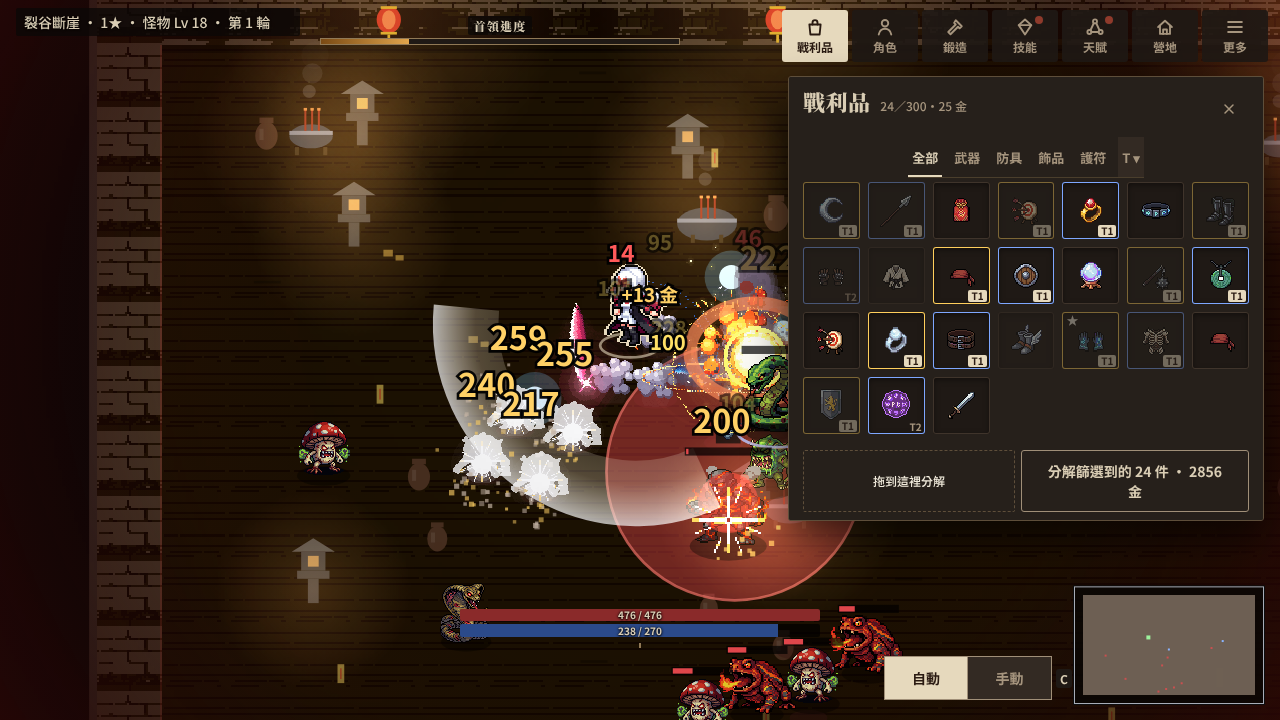 裂谷斷崖 · 1★ · 怪物 Lv 18 · 第 1 輪
首領進度
戰利品
角色
鍛造
技能
天賦
營地
更多
戰利品 24／300·25 金
×
全部 武器 防具 飾品 護符 T▼
T1 T1 T1 T1 T1
T2 T1 T1 T1 T1
T1 T1 T1 T1
T1 T2
拖到這裡分解
分解篩選到的 24 件 · 2856
金
14
95
46
222
+13 金
100
259
255
240
217
200
476 / 476
238 / 270
自動 手動 C